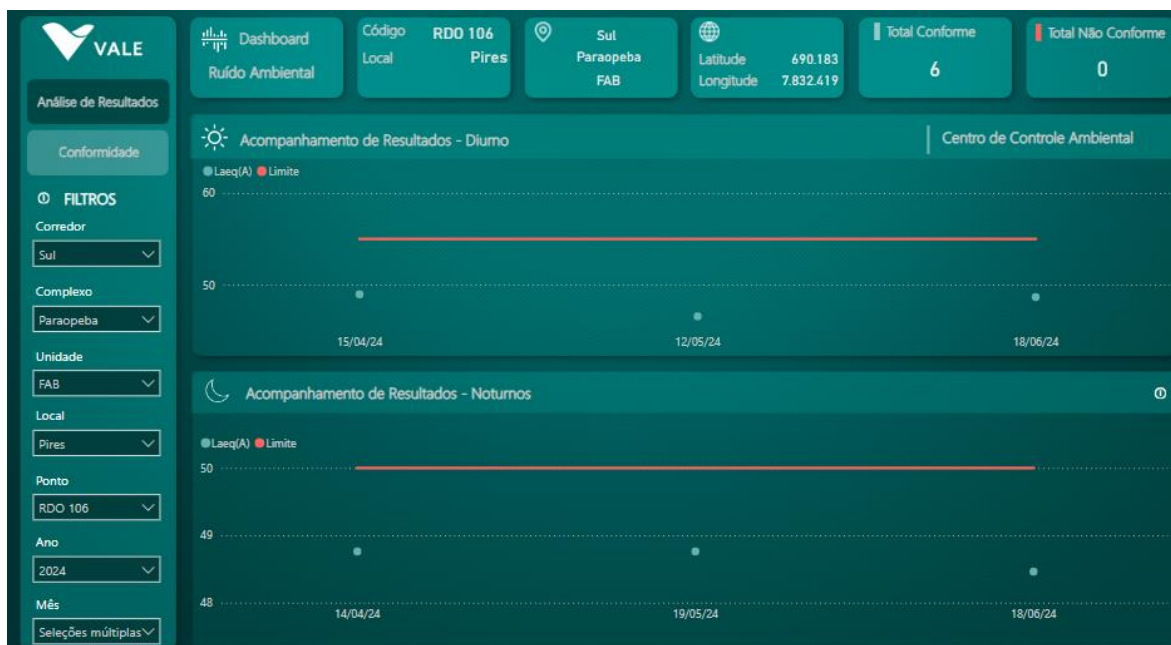 VALE
Análise de Resultados
Conformidade
FILTROS
Corredor
Sul
Complexo
Paraopeba
Unidade
FAB
Local
Pires
Ponto
RDO 106
Ano
2024
Mês
Seleções múltiplas
Dashboard
Ruído Ambiental
Código RDO 106
Local Pires
Sul
Paraopeba
FAB
Latitude 690.183
Longitude 7.832.419
Total Conforme
6
Total Não Conforme
0
Acompanhamento de Resultados - Diurno
Centro de Controle Ambiental
Laeq(A) Limite
60
50
15/04/24 12/05/24 18/06/24
Acompanhamento de Resultados - Noturnos
Laeq(A) Limite
50
49
48
14/04/24 19/05/24 18/06/24